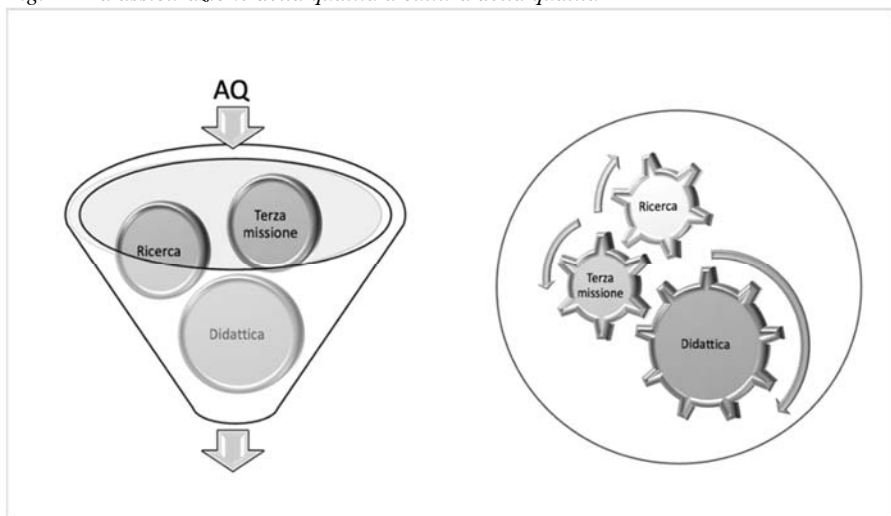 AQ
Terza
missione
Ricerca
Didattica
Ricerca
Terza
missione
Didattica